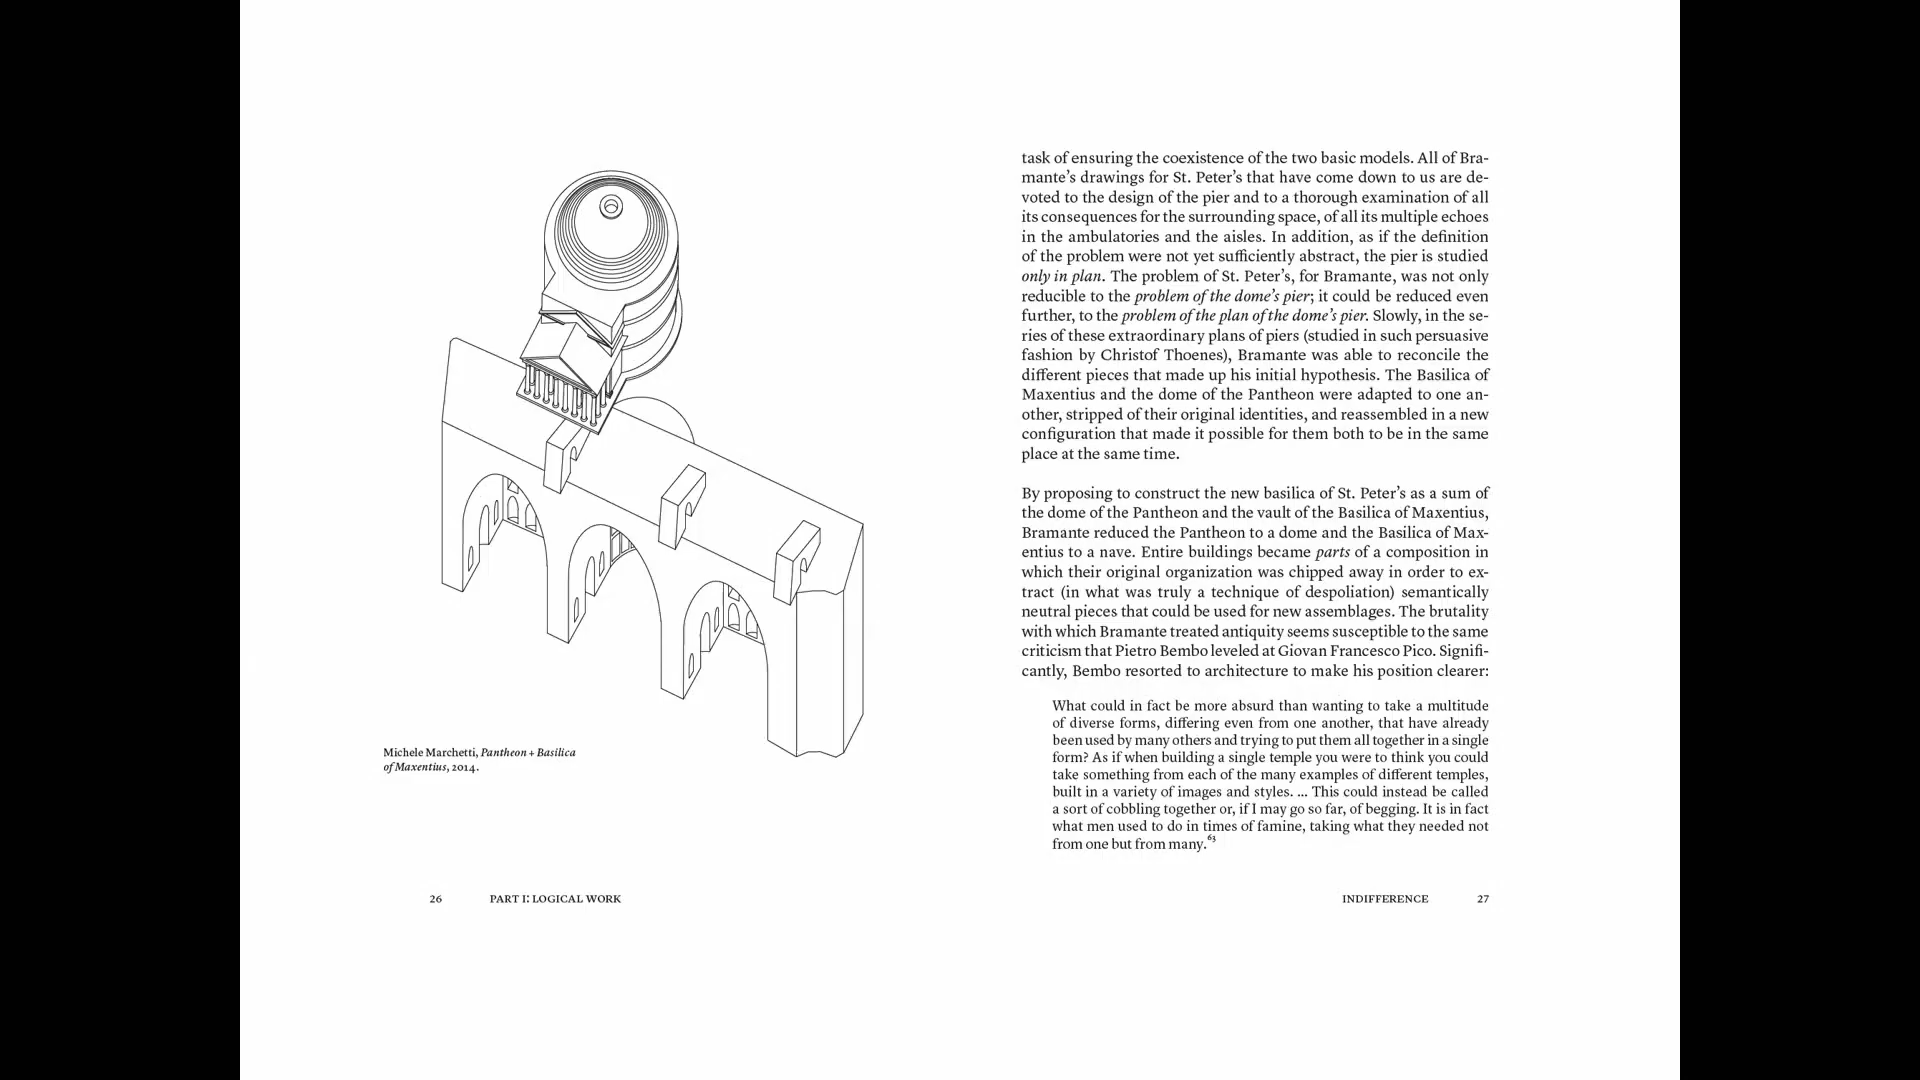 Michele Marchetti, Pantheon + Basilica
of Maxentius, 2014.
26 PART I: LOGICAL WORK
task of ensuring the coexistence of the two basic models. All of Bra-
mante’s drawings for St. Peter’s that have come down to us are de-
voted to the design of the pier and to a thorough examination of all
its consequences for the surrounding space, of all its multiple echoes
in the ambulatories and the aisles. In addition, as if the definition
of the problem were not yet sufficiently abstract, the pier is studied
only in plan. The problem of St. Peter’s, for Bramante, was not only
reducible to the problem of the dome’s pier; it could be reduced even
further, to the problem of the plan of the dome’s pier. Slowly, in the se-
ries of these extraordinary plans of piers (studied in such persuasive
fashion by Christof Thoenes), Bramante was able to reconcile the
different pieces that made up his initial hypothesis. The Basilica of
Maxentius and the dome of the Pantheon were adapted to one an-
other, stripped of their original identities, and reassembled in a new
configuration that made it possible for them both to be in the same
place at the same time.
By proposing to construct the new basilica of St. Peter’s as a sum of
the dome of the Pantheon and the vault of the Basilica of Maxentius,
Bramante reduced the Pantheon to a dome and the Basilica of Max-
entius to a nave. Entire buildings became parts of a composition in
which their original organization was chipped away in order to ex-
tract (in what was truly a technique of despoliation) semantically
neutral pieces that could be used for new assemblages. The brutality
with which Bramante treated antiquity seems susceptible to the same
criticism that Pietro Bembo leveled at Giovan Francesco Pico. Signifi-
cantly, Bembo resorted to architecture to make his position clearer:
What could in fact be more absurd than wanting to take a multitude
of diverse forms, differing even from one another, that have already
been used by many others and trying to put them all together in a single
form? As if when building a single temple you were to think you could
take something from each of the many examples of different temples,
built in a variety of images and styles. ... This could instead be called
a sort of cobbling together or, if I may go so far, of begging. It is in fact
what men used to do in times of famine, taking what they needed not
from one but from many.63
INDIFFERENCE 27